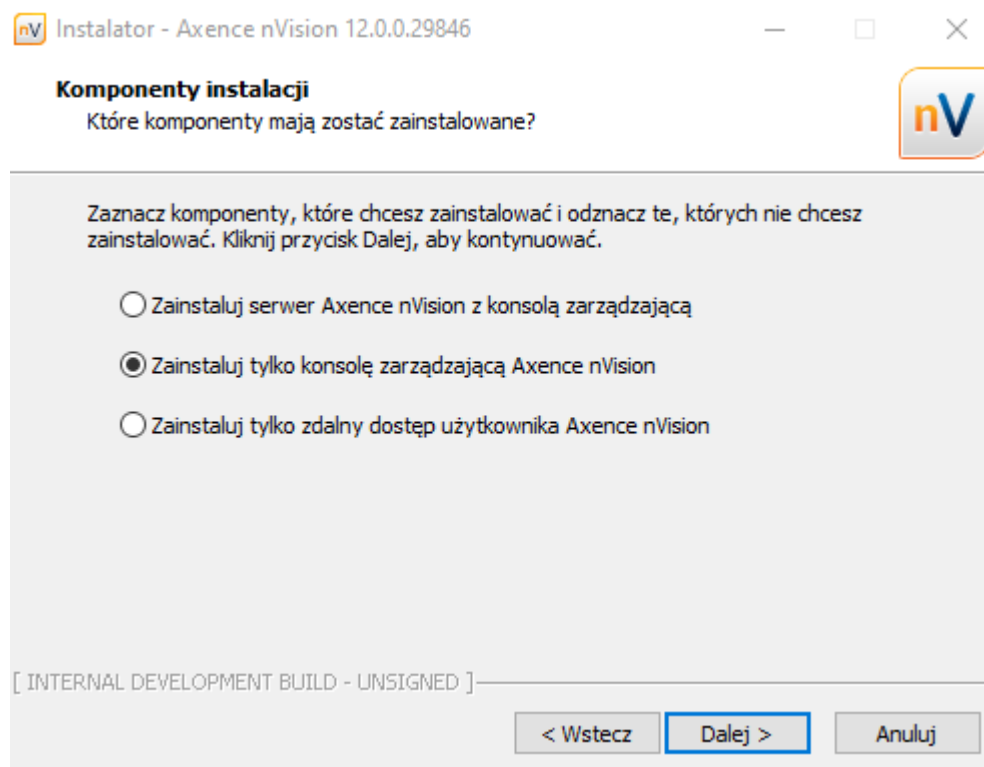 nV Instalator - Axence nVision 12.0.0.29846
Komponenty instalacji
Które komponenty mają zostać zainstalowane?
nV
Zaznacz komponenty, które chcesz zainstalować i odznacz te, których nie chcesz
zainstalować. Kliknij przycisk Dalej, aby kontynuować.
Zainstaluj serwer Axence nVision z konsolą zarządzającą
Zainstaluj tylko konsolę zarządzającą Axence nVision
Zainstaluj tylko zdalny dostęp użytkownika Axence nVision
[ INTERNAL DEVELOPMENT BUILD - UNSIGNED ]
< Wstecz Dalej > Anuluj